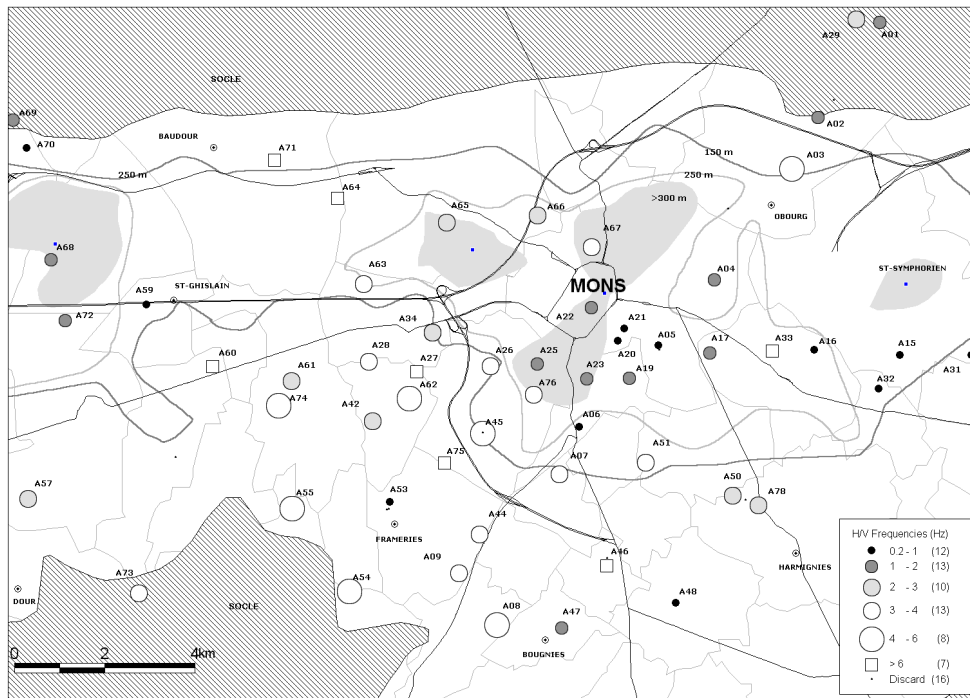 A29
A01
SOCLE
A69
A02
A70
BAUDOUR
A71
150 m
A03
250 m
250 m
A64
>300 m
A65
A66
OBOURG
A67
A68
A63
A04
ST-SYMPHORIEN
A59
ST-GHISLAIN
MONS
A72
A22
A21
A34
A05
A28
A26
A20
A17
A33
A16
A15
A60
A27
A25
A31
A61
A62
A23
A19
A32
A74
A76
A42
A45
A06
A51
A75
A07
A57
A50
A78
A55
A53
A44
FRAMERIES
A46
H/V Frequencies (Hz)
A09
0.2 - 1 (12)
HARMIGNIES
1 - 2 (13)
A73
A54
2 - 3 (10)
DOUR
A48
SOCLE
A08
A47
3 - 4 (13)
4 - 6 (8)
BOUGNIES
0 2 4km
> 6 (7)
Discard (16)